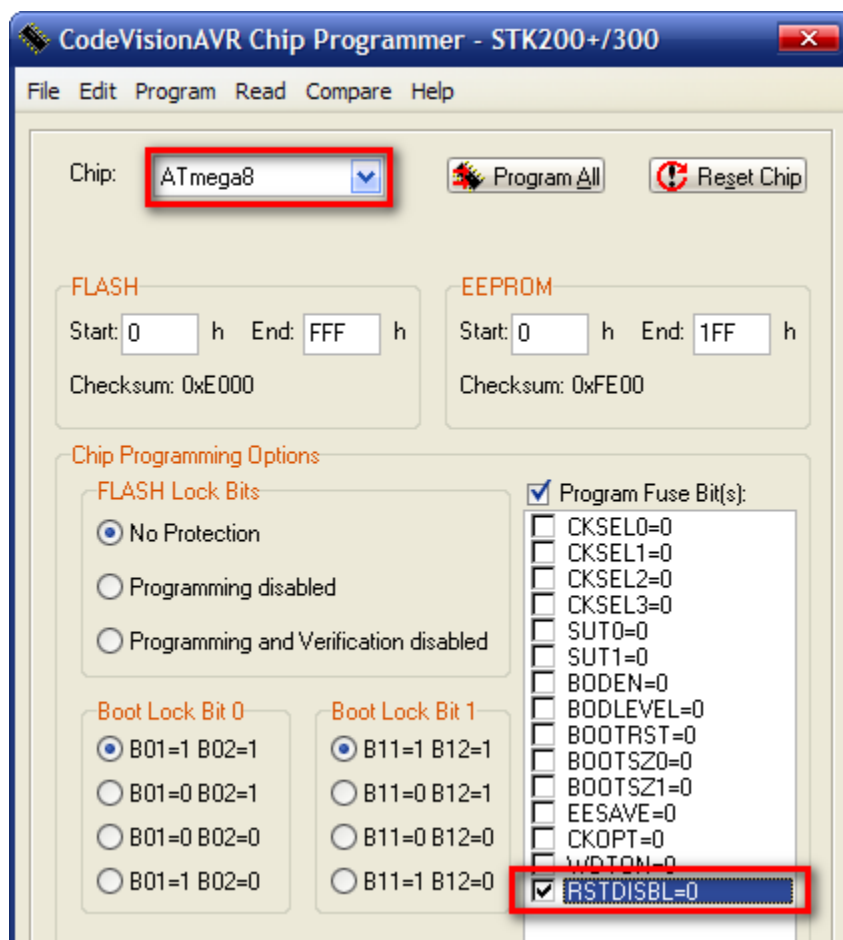 CodeVisionAVR Chip Programmer - STK200+/300
File Edit Program Read Compare Help
Chip: ATmega8 Program All Reset Chip
FLASH EEPROM
Start: 0 h End: FFF h Start: 0 h End: 1FF h
Checksum: 0xE000 Checksum: 0xFE00
Chip Programming Options
FLASH Lock Bits
No Protection
Programming disabled
Programming and Verification disabled
Boot Lock Bit 0
B01=1 B02=1
B01=0 B02=1
B01=0 B02=0
B01=1 B02=0
Boot Lock Bit 1
B11=1 B12=1
B11=0 B12=1
B11=0 B12=0
B11=1 B12=0
Program Fuse Bit(s):
CKSEL0=0
CKSEL1=0
CKSEL2=0
CKSEL3=0
SUT0=0
SUT1=0
BODEN=0
BODLEVEL=0
BOOTRST=0
BOOTSZ0=0
BOOTSZ1=0
EESAVE=0
CKOPT=0
WDTON=0
RSTDISBL=0